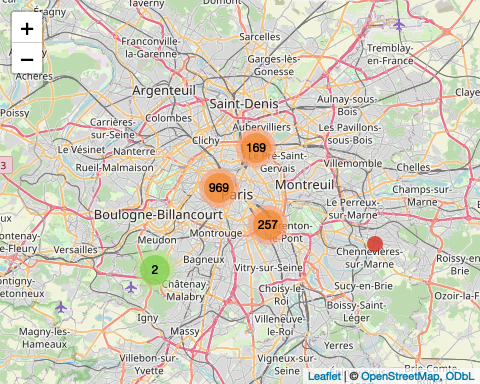 Franconville-
la-Garenne
Sarcelles
Garges-lès-
Gonesse
Tremblay-
en-France
+
−
Achères
Argenteuil
Saint-Denis
Aulnay-sous-
Bois
Poissy
Carrières-
sur-Seine
Colombes
Aubervilliers
Les Pavillons-
sous-Bois
Le Vésinet
Nanterre
Clichy
169
Pré-Saint-
Gervais
Villemomble
Chelles
Rueil-Malmaison
3
969
Paris
Montreuil
Champs-sur-
Marne
Boulogne-Billancourt
257
Le Perreux-
sur-Marne
Versailles
Meudon
Montrouge
-le-Pont
Bagneux
Chennevières-
sur-Marne
Roissy-en-
Brie
2
Vitry-sur-Seine
Châtenay-
Malabry
Choisy-le-
Roi
Sucy-en-Brie
Boissy-Saint-
Léger
Ozoir-la-F
Igny
Massy
Villeneuve-
le-Roi
Magny-les-
Hameaux
Yerres
Villebon-sur-
Yvette
Vigneux-sur-
Seine
Leaflet | © OpenStreetMap, ODbL